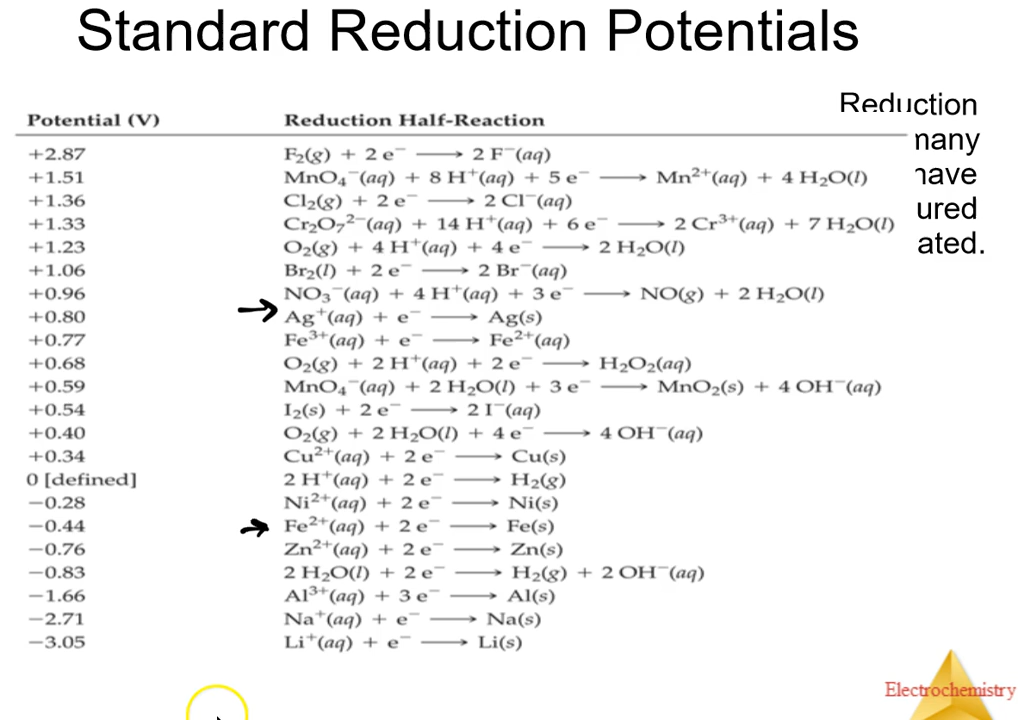 Standard Reduction Potentials
Reduction
many
have
ured
ated.
Potential (V) Reduction Half-Reaction
+2.87 F₂(g) + 2 e⁻ ⟶ 2 F⁻(aq)
+1.51 MnO₄⁻(aq) + 8 H⁺(aq) + 5 e⁻ ⟶ Mn²⁺(aq) + 4 H₂O(l)
+1.36 Cl₂(g) + 2 e⁻ ⟶ 2 Cl⁻(aq)
+1.33 Cr₂O₇²⁻(aq) + 14 H⁺(aq) + 6 e⁻ ⟶ 2 Cr³⁺(aq) + 7 H₂O(l)
+1.23 O₂(g) + 4 H⁺(aq) + 4 e⁻ ⟶ 2 H₂O(l)
+1.06 Br₂(l) + 2 e⁻ ⟶ 2 Br⁻(aq)
+0.96 NO₃⁻(aq) + 4 H⁺(aq) + 3 e⁻ ⟶ NO(g) + 2 H₂O(l)
+0.80 Ag⁺(aq) + e⁻ ⟶ Ag(s)
+0.77 Fe³⁺(aq) + e⁻ ⟶ Fe²⁺(aq)
+0.68 O₂(g) + 2 H⁺(aq) + 2 e⁻ ⟶ H₂O₂(aq)
+0.59 MnO₄⁻(aq) + 2 H₂O(l) + 3 e⁻ ⟶ MnO₂(s) + 4 OH⁻(aq)
+0.54 I₂(s) + 2 e⁻ ⟶ 2 I⁻(aq)
+0.40 O₂(g) + 2 H₂O(l) + 4 e⁻ ⟶ 4 OH⁻(aq)
+0.34 Cu²⁺(aq) + 2 e⁻ ⟶ Cu(s)
0 [defined] 2 H⁺(aq) + 2 e⁻ ⟶ H₂(g)
−0.28 Ni²⁺(aq) + 2 e⁻ ⟶ Ni(s)
−0.44 Fe²⁺(aq) + 2 e⁻ ⟶ Fe(s)
−0.76 Zn²⁺(aq) + 2 e⁻ ⟶ Zn(s)
−0.83 2 H₂O(l) + 2 e⁻ ⟶ H₂(g) + 2 OH⁻(aq)
−1.66 Al³⁺(aq) + 3 e⁻ ⟶ Al(s)
−2.71 Na⁺(aq) + e⁻ ⟶ Na(s)
−3.05 Li⁺(aq) + e⁻ ⟶ Li(s)
Electrochemistry